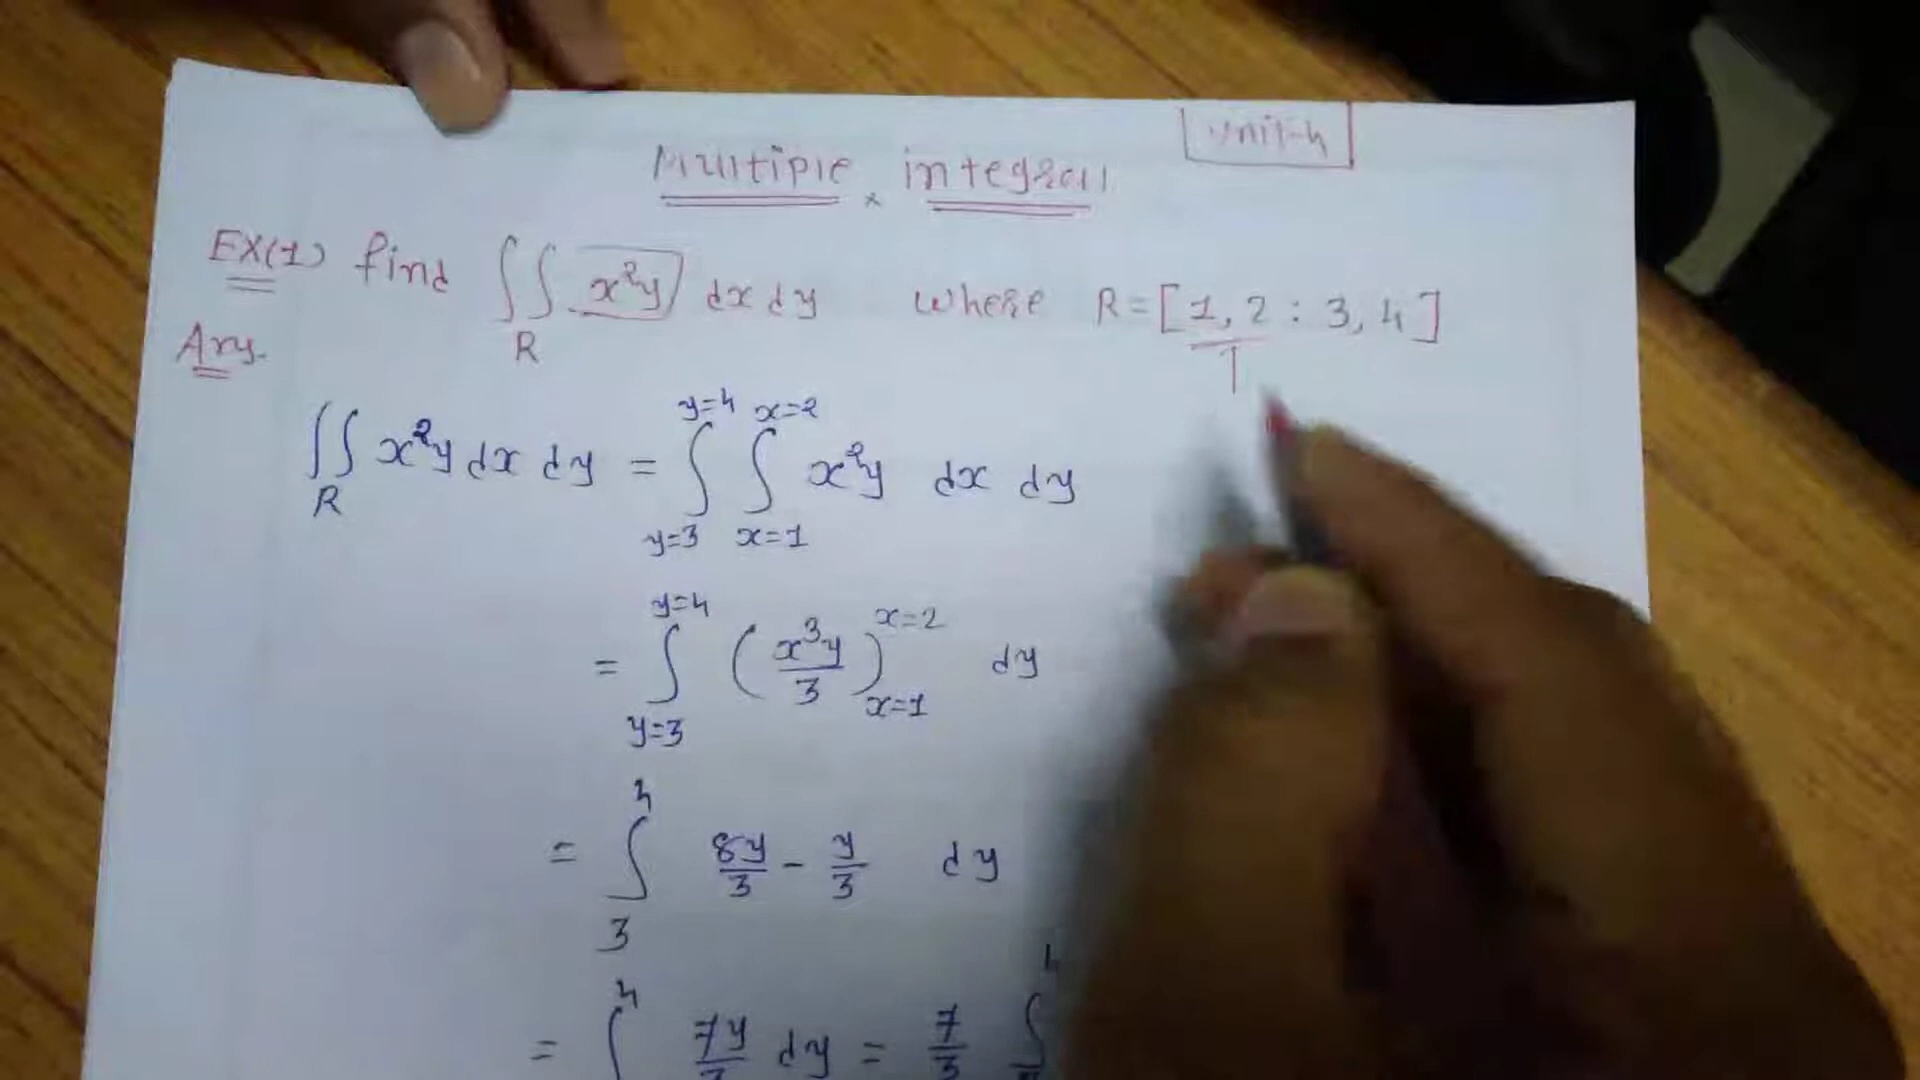 Unit-4
Multiple integral
EX(1) find ∫∫_R x²y dx dy where R = [1, 2 : 3, 4]
Ans.
∫∫_R x²y dx dy = ∫_{y=3}^{y=4} ∫_{x=1}^{x=2} x²y dx dy
= ∫_{y=3}^{y=4} (x³y/3)_{x=1}^{x=2} dy
= ∫_3^4 8y/3 - y/3 dy
= ∫^4 7y/3 dy = 7/3 ∫^4